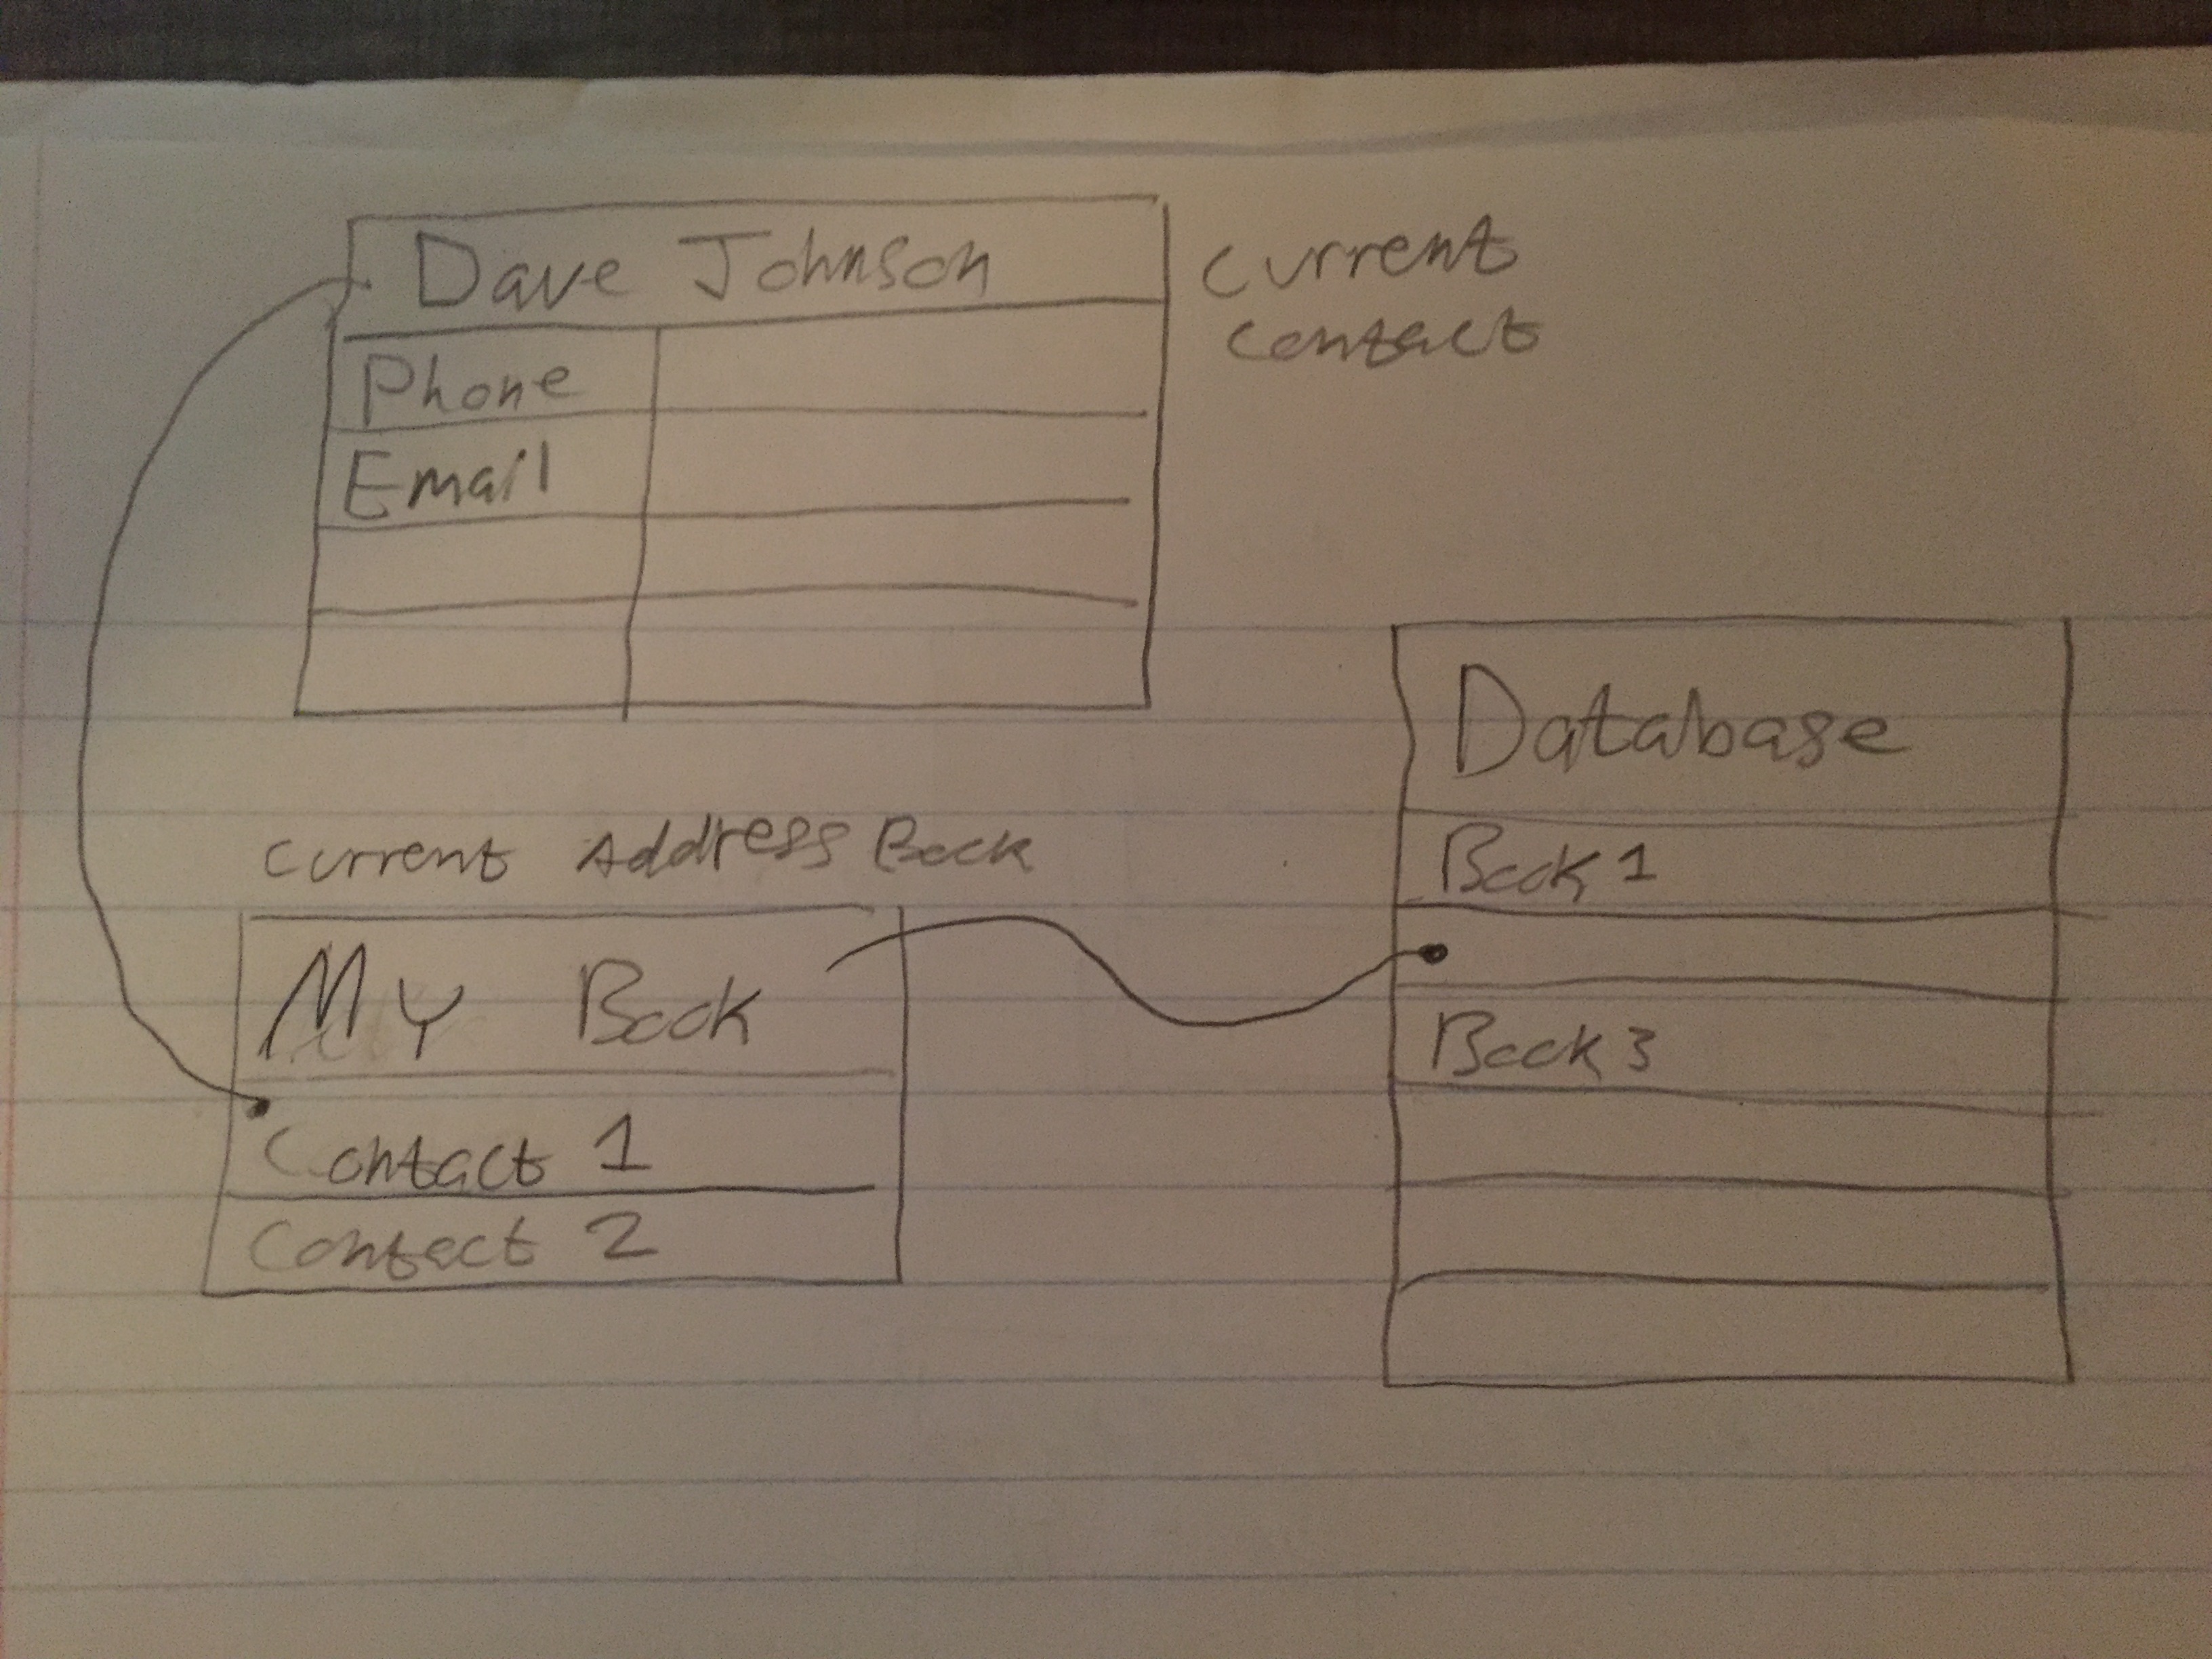 Dave Johnson
Current
Contact
Phone
Email
Database
Current Address Book
Book 1
My Book
Book 3
Contact 1
Contact 2